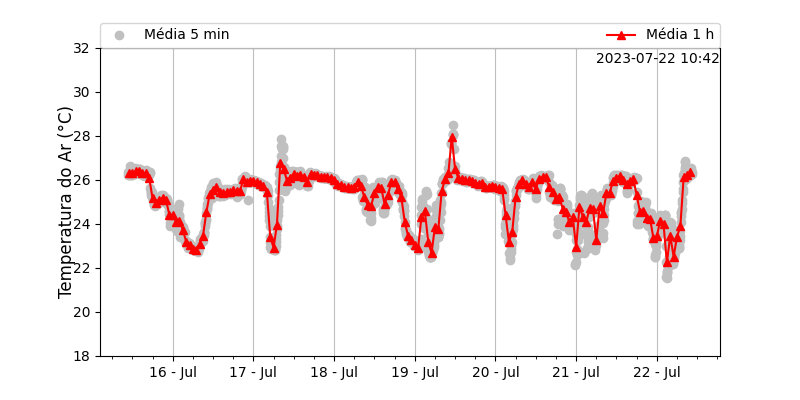 Média 5 min
Média 1 h
2023-07-22 10:42
Temperatura do Ar (°C)
32
30
28
26
24
22
20
18
16 - Jul
17 - Jul
18 - Jul
19 - Jul
20 - Jul
21 - Jul
22 - Jul